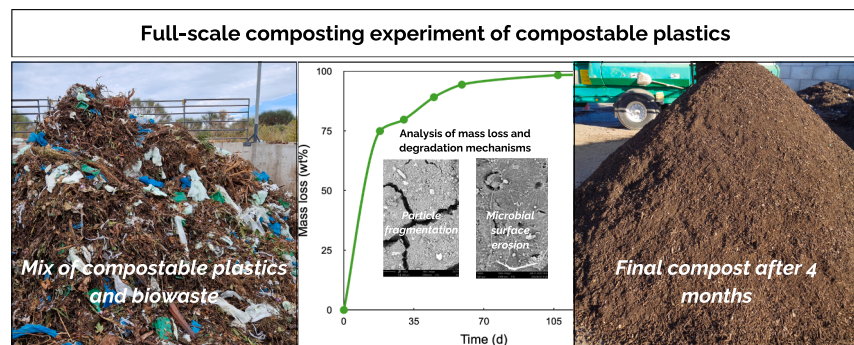 Full-scale composting experiment of compostable plastics
Mix of compostable plastics
and biowaste
Mass loss (wt%)
100
75
50
25
0
Analysis of mass loss and
degradation mechanisms
Particle
fragmentation
Microbial
surface
erosion
0
35
70
105
Time (d)
Final compost after 4
months